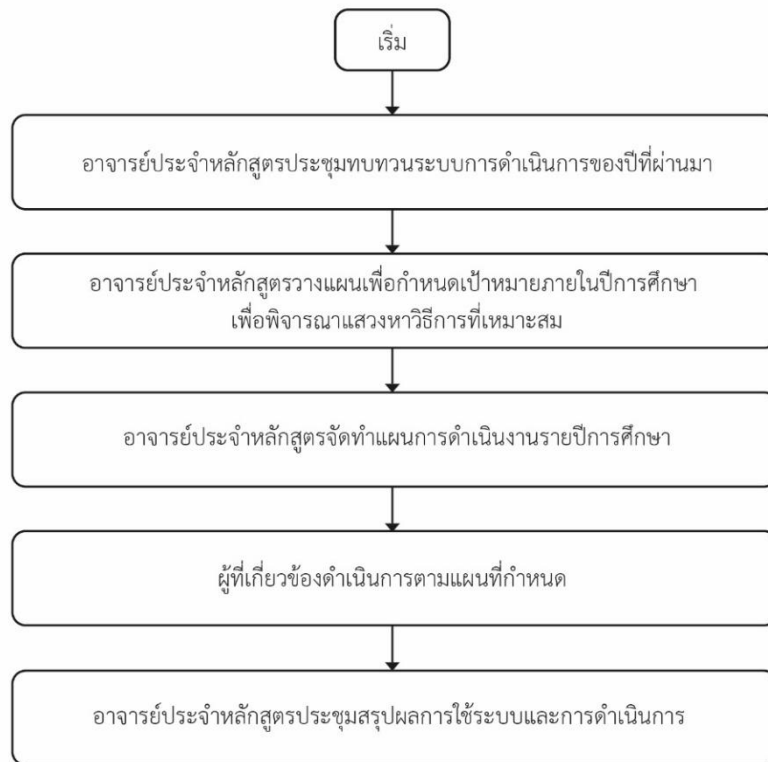 เริ่ม
อาจารย์ประจำหลักสูตรประชุมทบทวนระบบการดำเนินการของปีที่ผ่านมา
อาจารย์ประจำหลักสูตรวางแผนเพื่อกำหนดเป้าหมายภายในปีการศึกษา
เพื่อพิจารณาแสวงหาวิธีการที่เหมาะสม
อาจารย์ประจำหลักสูตรจัดทำแผนการดำเนินงานรายปีการศึกษา
ผู้ที่เกี่ยวข้องดำเนินการตามแผนที่กำหนด
อาจารย์ประจำหลักสูตรประชุมสรุปผลการใช้ระบบและการดำเนินการ